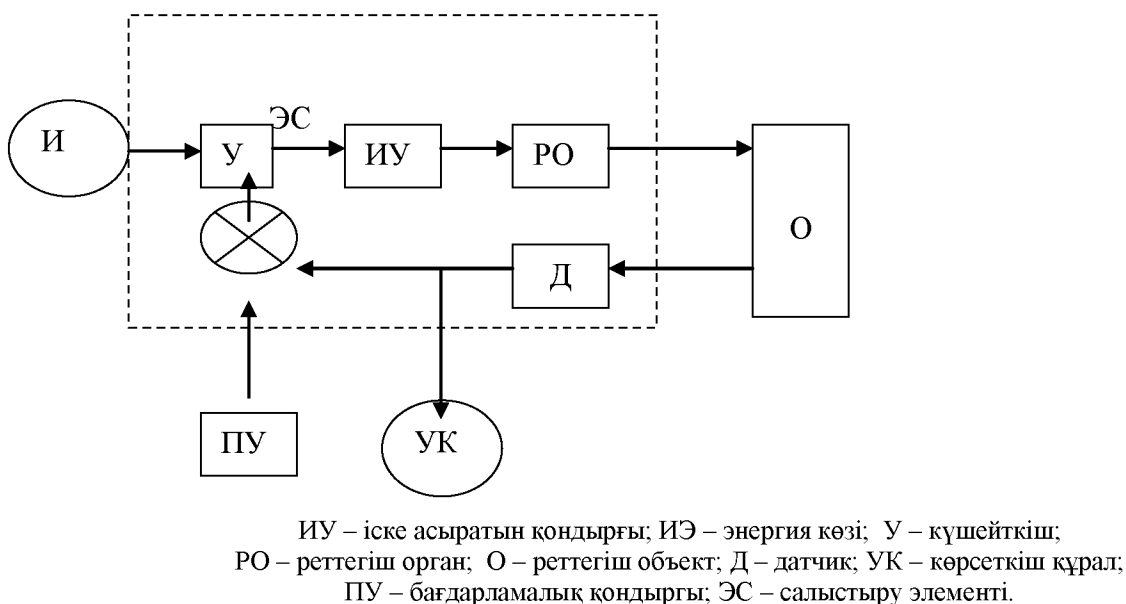 ЭС
И
У
ИУ
РО
О
Д
ПУ
УК
ИУ – іске асыратын қондырғы; ИЭ – энергия көзі; У – күшейткіш;
РО – реттегіш орган; О – реттегіш объект; Д – датчик; УК – көрсеткіш құрал;
ПУ – бағдарламалық қондыргы; ЭС – салыстыру элементі.